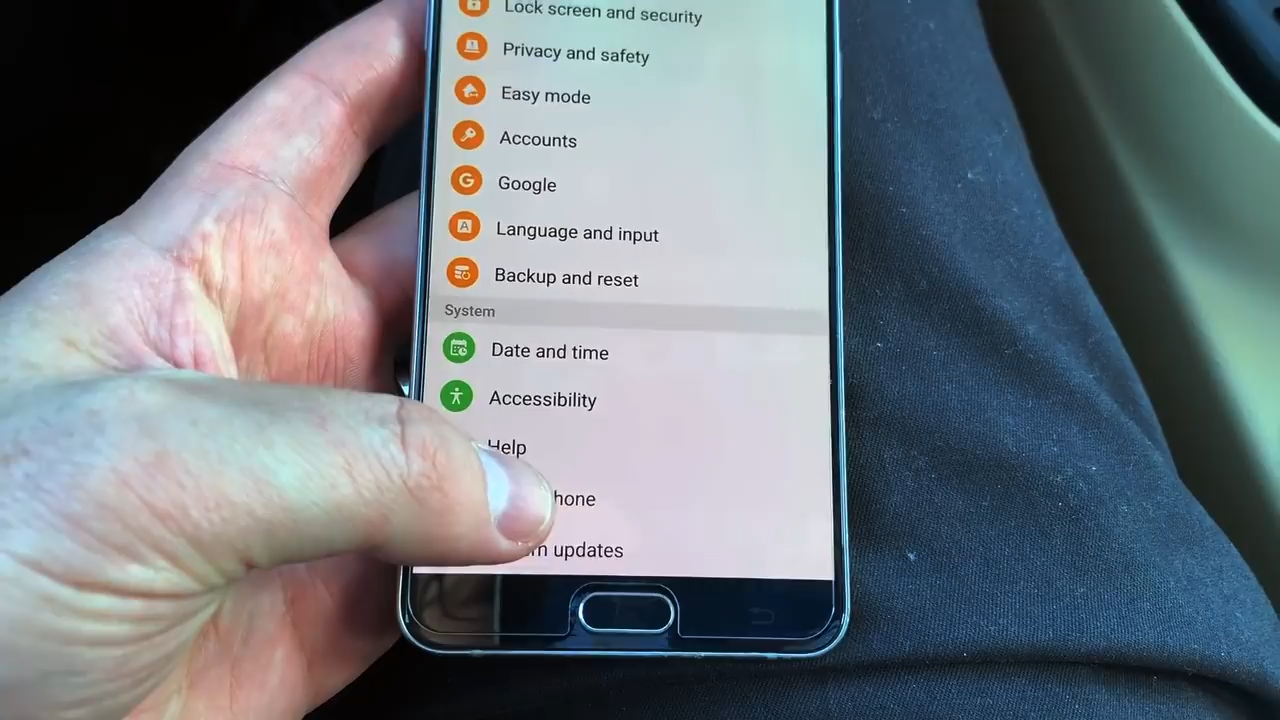 Lock screen and security
Privacy and safety
Easy mode
Accounts
G
Google
A
Language and input
Backup and reset
System
Date and time
Accessibility
Help
hone
updates